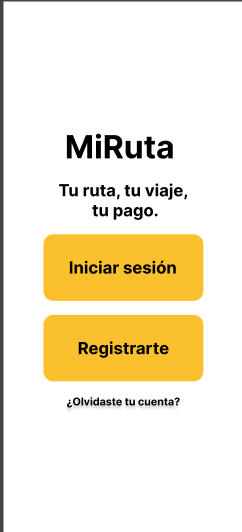 MiRuta
Tu ruta, tu viaje,
tu pago.
Iniciar sesión
Registrarte
¿Olvidaste tu cuenta?